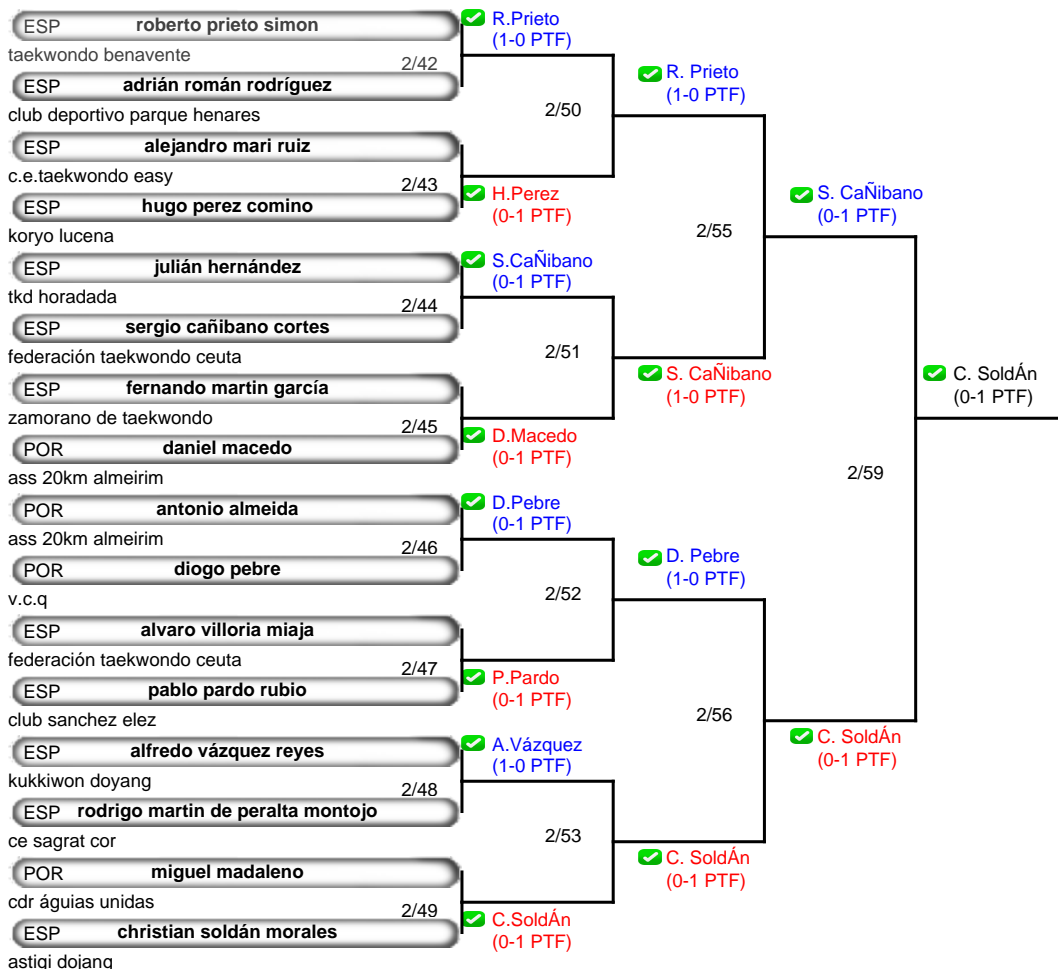 ESP roberto prieto simon
taekwondo benavente
2/42
ESP adrián román rodríguez
club deportivo parque henares
ESP alejandro mari ruiz
c.e.taekwondo easy
2/43
ESP hugo perez comino
koryo lucena
ESP julián hernández
tkd horadada
2/44
ESP sergio cañibano cortes
federación taekwondo ceuta
ESP fernando martin garcía
zamorano de taekwondo
2/45
POR daniel macedo
ass 20km almeirim
POR antonio almeida
ass 20km almeirim
2/46
POR diogo pebre
v.c.q
ESP alvaro villoria miaja
federación taekwondo ceuta
2/47
ESP pablo pardo rubio
club sanchez elez
ESP alfredo vázquez reyes
kukkiwon doyang
2/48
ESP rodrigo martin de peralta montojo
ce sagrat cor
POR miguel madaleno
cdr águias unidas
2/49
ESP christian soldán morales
astigi dojang
R.Prieto
(1-0 PTF)
2/50
H.Perez
(0-1 PTF)
S.CaÑibano
(0-1 PTF)
2/51
D.Macedo
(0-1 PTF)
D.Pebre
(0-1 PTF)
2/52
P.Pardo
(0-1 PTF)
A.Vázquez
(1-0 PTF)
2/53
C.SoldÁn
(0-1 PTF)
R. Prieto
(1-0 PTF)
2/55
S. CaÑibano
(1-0 PTF)
D. Pebre
(1-0 PTF)
2/56
C. SoldÁn
(0-1 PTF)
S. CaÑibano
(0-1 PTF)
2/59
C. SoldÁn
(0-1 PTF)
C. SoldÁn
(0-1 PTF)